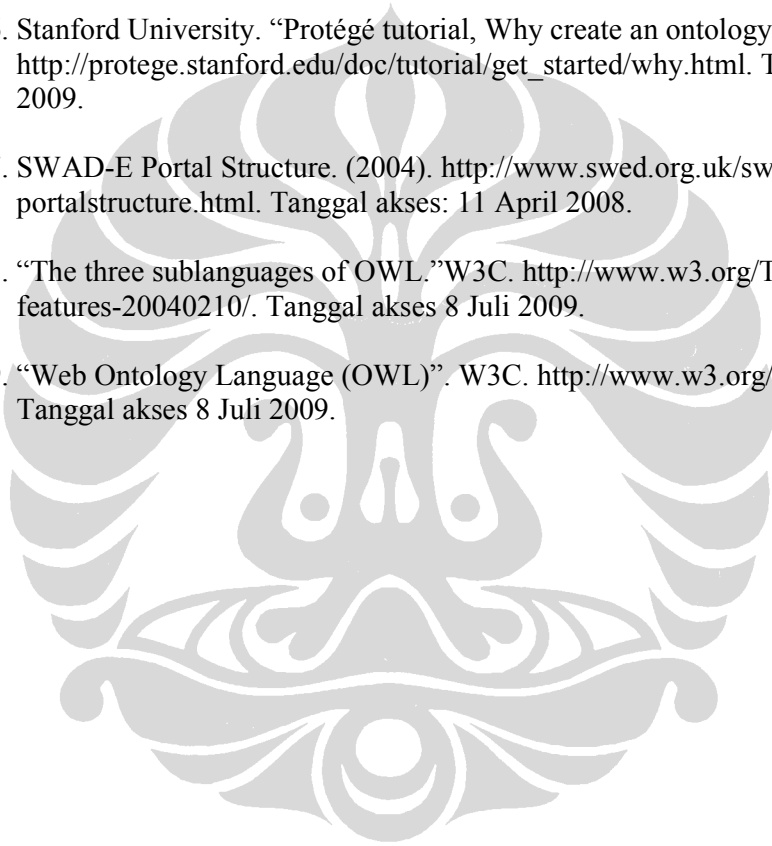 . Stanford University. “Protégé tutorial, Why create an ontology
http://protege.stanford.edu/doc/tutorial/get_started/why.html. T
2009.
. SWAD-E Portal Structure. (2004). http://www.swed.org.uk/sw
portalstructure.html. Tanggal akses: 11 April 2008.
. “The three sublanguages of OWL.”W3C. http://www.w3.org/T
features-20040210/. Tanggal akses 8 Juli 2009.
. “Web Ontology Language (OWL)”. W3C. http://www.w3.org/
Tanggal akses 8 Juli 2009.